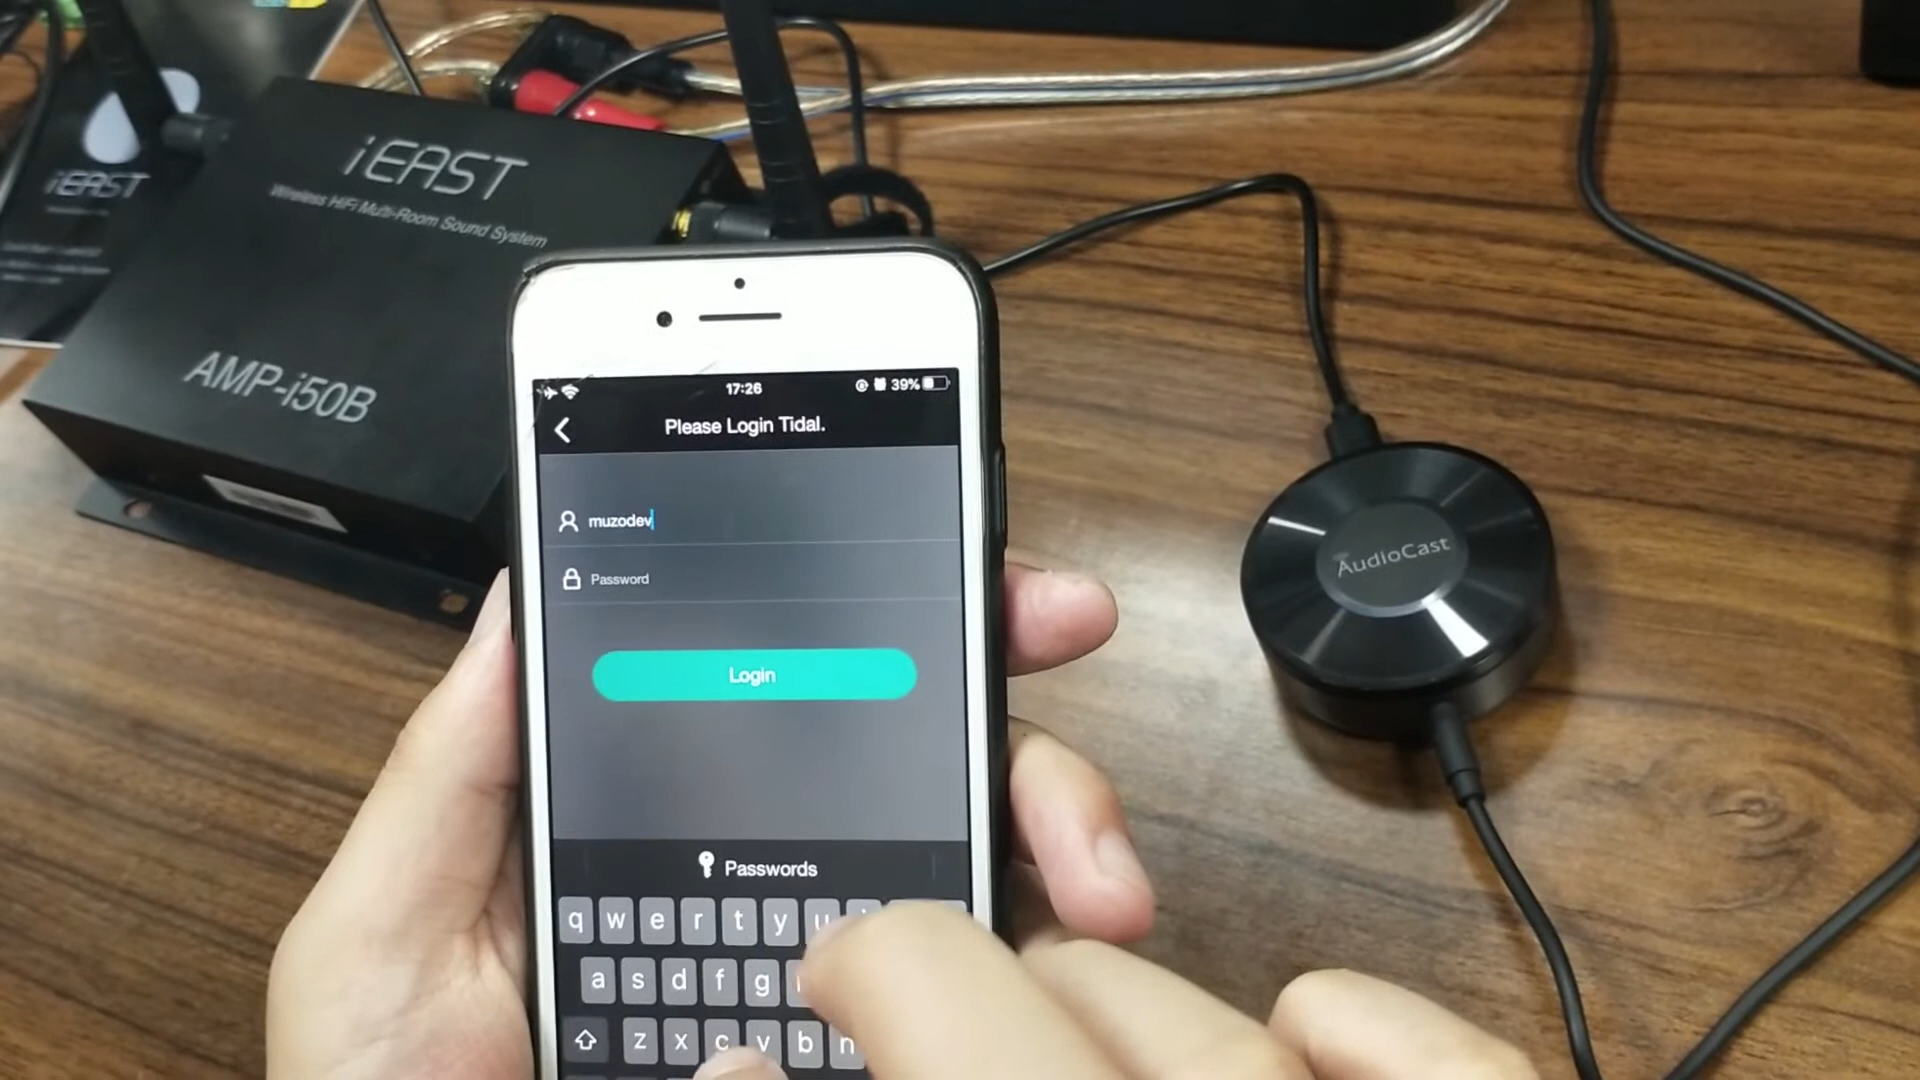 iEAST
Wireless HiFi Multi-Room Sound System
AMP-i50B
iEAST
17:26
39%
Please Login Tidal.
muzodev
Password
Login
Passwords
q w e r t y u
a s d f g
z x c v b n
AudioCast